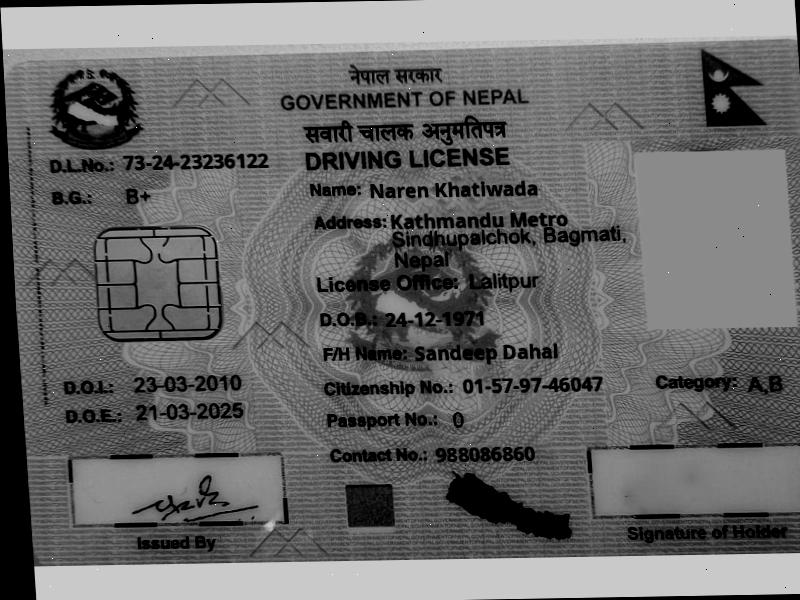 नेपाल सरकार
GOVERNMENT OF NEPAL
सवारी चालक अनुमतिपत्र
DRIVING LICENSE
D.L.No.: 73-24-23236122
B.G.: B+
Name: Naren Khatiwada
Address: Kathmandu Metro
Sindhupalchok, Bagmati,
Nepal
License Office: Lalitpur
D.O.B.: 24-12-1971
F/H Name: Sandeep Dahal
D.O.I.: 23-03-2010
Citizenship No.: 01-57-97-46047
Category: A,B
D.O.E.: 21-03-2025
Passport No.: 0
Contact No.: 988086860
Issued By
Signature of Holder